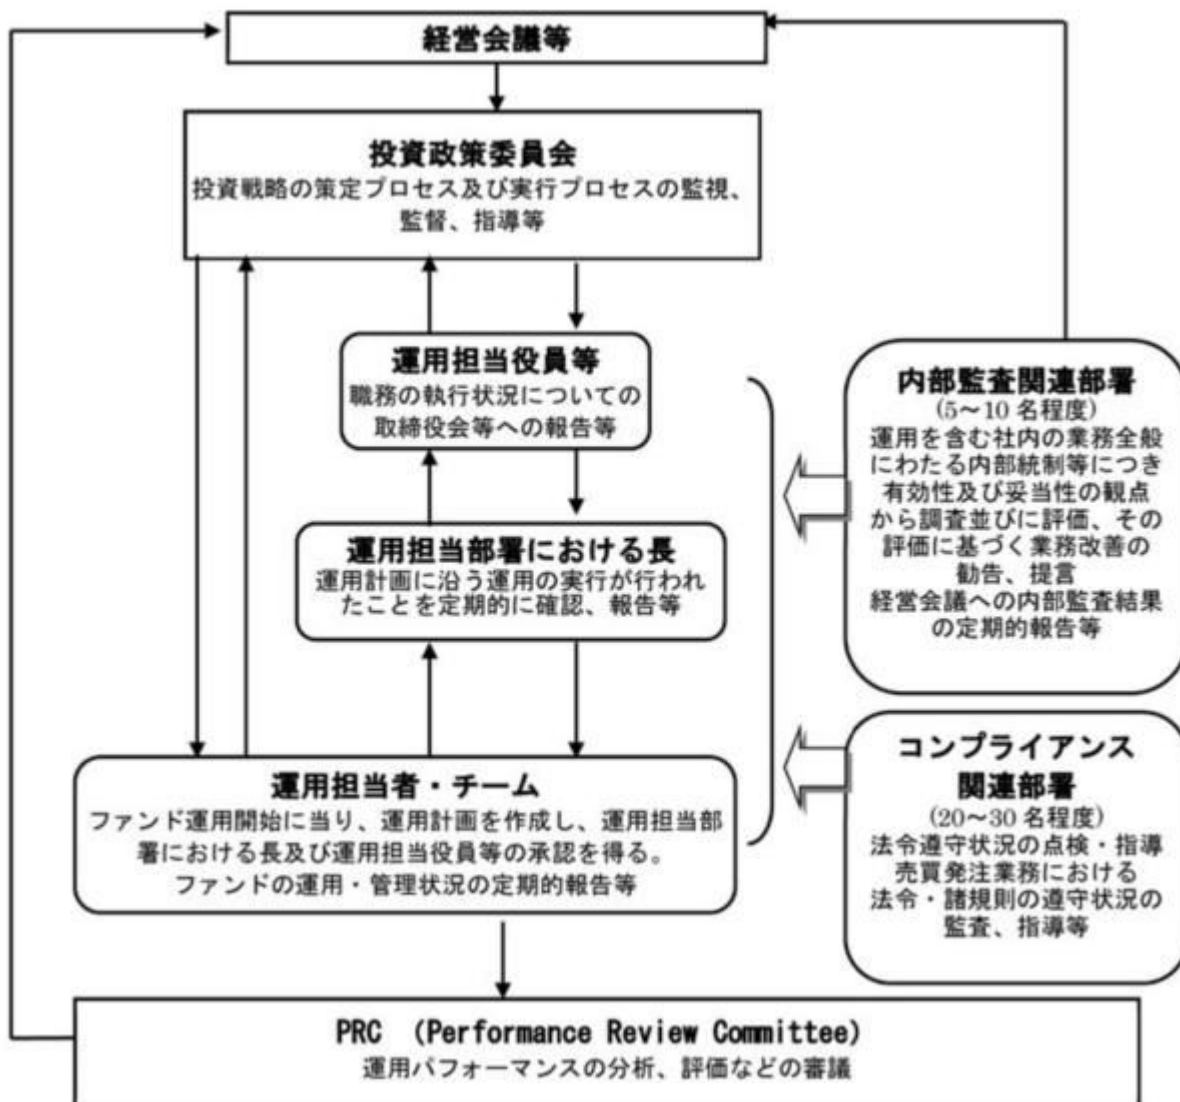 経営会議等
投資政策委員会
投資戦略の策定プロセス及び実行プロセスの監視、
監督、指導等
運用担当役員等
職務の執行状況についての
取締役会等への報告等
運用担当部署における長
運用計画に沿う運用の実行が行われ
たことを定期的に確認、報告等
運用担当者・チーム
ファンド運用開始に当り、運用計画を作成し、運用担当部
署における長及び運用担当役員等の承認を得る。
ファンドの運用・管理状況の定期的報告等
内部監査関連部署
(5～10 名程度)
運用を含む社内の業務全般
にわたる内部統制等につき
有効性及び妥当性の観点
から調査並びに評価、その
評価に基づく業務改善の
勧告、提言
経営会議への内部監査結果
の定期的報告等
コンプライアンス
関連部署
(20～30 名程度)
法令遵守状況の点検・指導
売買発注業務における
法令・諸規則の遵守状況の
監査、指導等
PRC (Performance Review Committee)
運用パフォーマンスの分析、評価などの審議